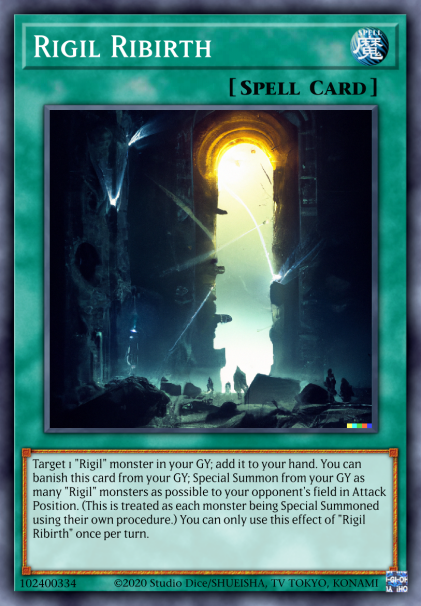 Rigil Ribirth
SPELL
魔
[Spell Card]
Target 1 "Rigil" monster in your GY; add it to your hand. You can
banish this card from your GY; Special Summon from your GY as
many "Rigil" monsters as possible to your opponent's field in Attack
Position. (This is treated as each monster being Special Summoned
using their own procedure.) You can only use this effect of "Rigil
Ribirth" once per turn.
102400334 ©2020 Studio Dice/SHUEISHA, TV TOKYO, KONAMI